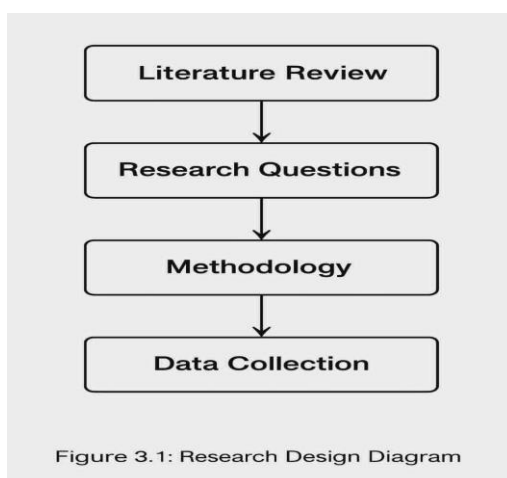 Literature Review
Research Questions
Methodology
Data Collection
Figure 3.1: Research Design Diagram